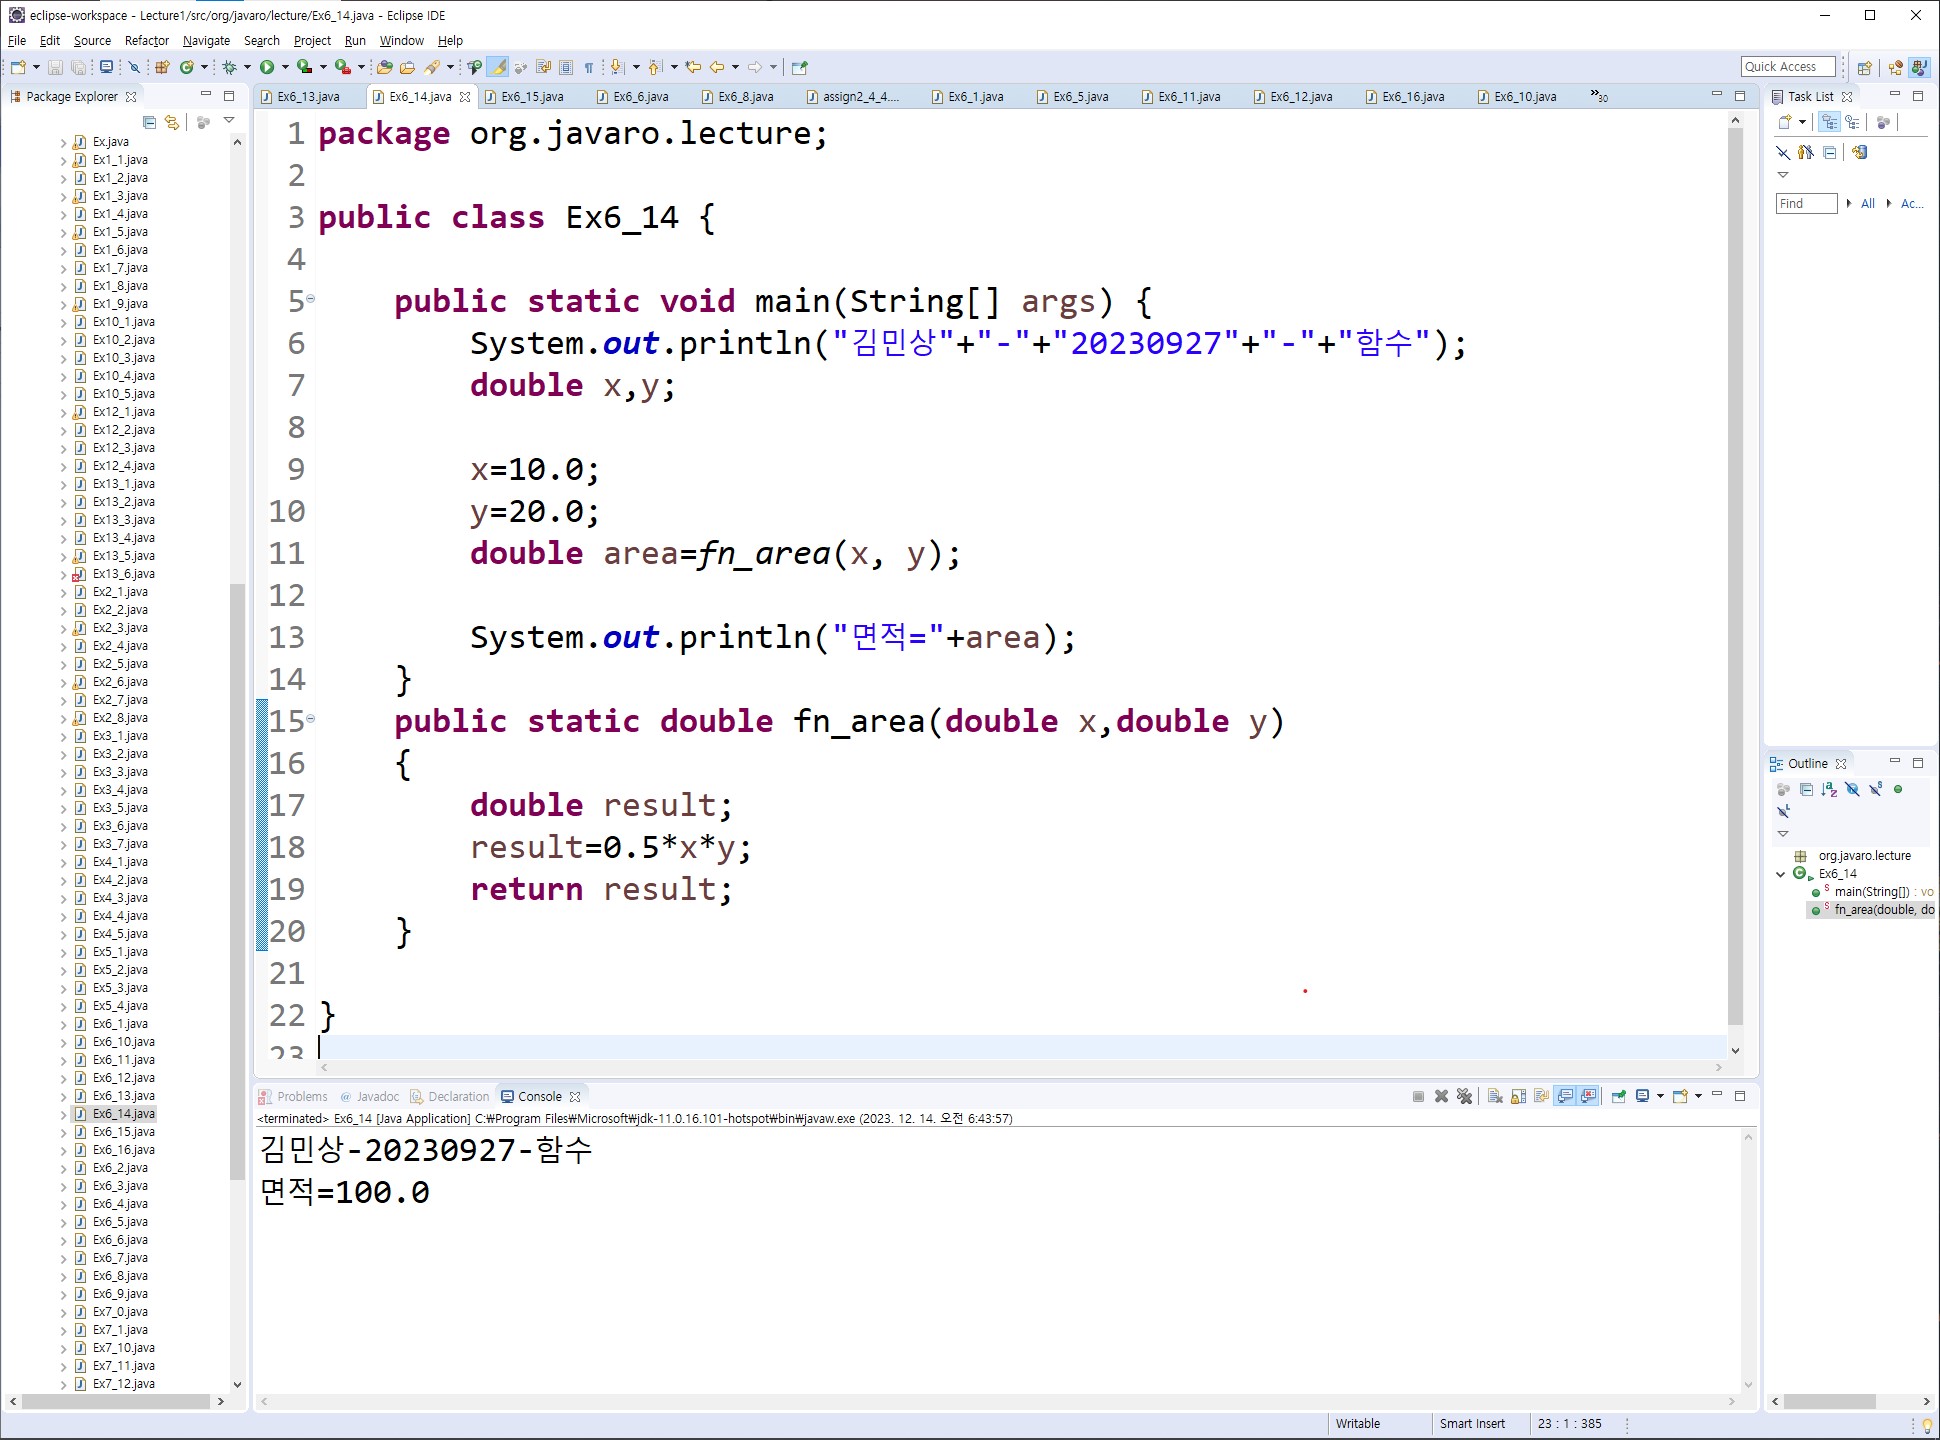 eclipse-workspace - Lecture1/src/org/javaro/lecture/Ex6_14.java - Eclipse IDE
File Edit Source Refactor Navigate Search Project Run Window Help
Quick Access
Package Explorer
Ex.java
Ex1_1.java
Ex1_2.java
Ex1_3.java
Ex1_4.java
Ex1_5.java
Ex1_6.java
Ex1_7.java
Ex1_8.java
Ex1_9.java
Ex10_1.java
Ex10_2.java
Ex10_3.java
Ex10_4.java
Ex10_5.java
Ex12_1.java
Ex12_2.java
Ex12_3.java
Ex12_4.java
Ex13_1.java
Ex13_2.java
Ex13_3.java
Ex13_4.java
Ex13_5.java
Ex13_6.java
Ex2_1.java
Ex2_2.java
Ex2_3.java
Ex2_4.java
Ex2_5.java
Ex2_6.java
Ex2_7.java
Ex2_8.java
Ex3_1.java
Ex3_2.java
Ex3_3.java
Ex3_4.java
Ex3_5.java
Ex3_6.java
Ex3_7.java
Ex4_1.java
Ex4_2.java
Ex4_3.java
Ex4_4.java
Ex4_5.java
Ex5_1.java
Ex5_2.java
Ex5_3.java
Ex5_4.java
Ex6_1.java
Ex6_10.java
Ex6_11.java
Ex6_12.java
Ex6_13.java
Ex6_14.java
Ex6_15.java
Ex6_16.java
Ex6_2.java
Ex6_3.java
Ex6_4.java
Ex6_5.java
Ex6_6.java
Ex6_7.java
Ex6_8.java
Ex6_9.java
Ex7_0.java
Ex7_1.java
Ex7_10.java
Ex7_11.java
Ex7_12.java
Ex6_13.java Ex6_14.java Ex6_15.java Ex6_6.java Ex6_8.java assign2_4_4.... Ex6_1.java Ex6_5.java Ex6_11.java Ex6_12.java Ex6_16.java Ex6_10.java »30
1 package org.javaro.lecture;
2
3 public class Ex6_14 {
4
5 public static void main(String[] args) {
6 System.out.println("김민상"+"-"+"20230927"+"-"+"함수");
7 double x,y;
8
9 x=10.0;
10 y=20.0;
11 double area=fn_area(x, y);
12
13 System.out.println("면적="+area);
14 }
15 public static double fn_area(double x,double y)
16 {
17 double result;
18 result=0.5*x*y;
19 return result;
20 }
21
22 }
23
Problems Javadoc Declaration Console
<terminated> Ex6_14 [Java Application] C:₩Program Files₩Microsoft₩jdk-11.0.16.101-hotspot₩bin₩javaw.exe (2023. 12. 14. 오전 6:43:57)
김민상-20230927-함수
면적=100.0
Task List
Find All Ac...
Outline
org.javaro.lecture
Ex6_14
main(String[]) : vo
fn_area(double, do
Writable Smart Insert 23 : 1 : 385